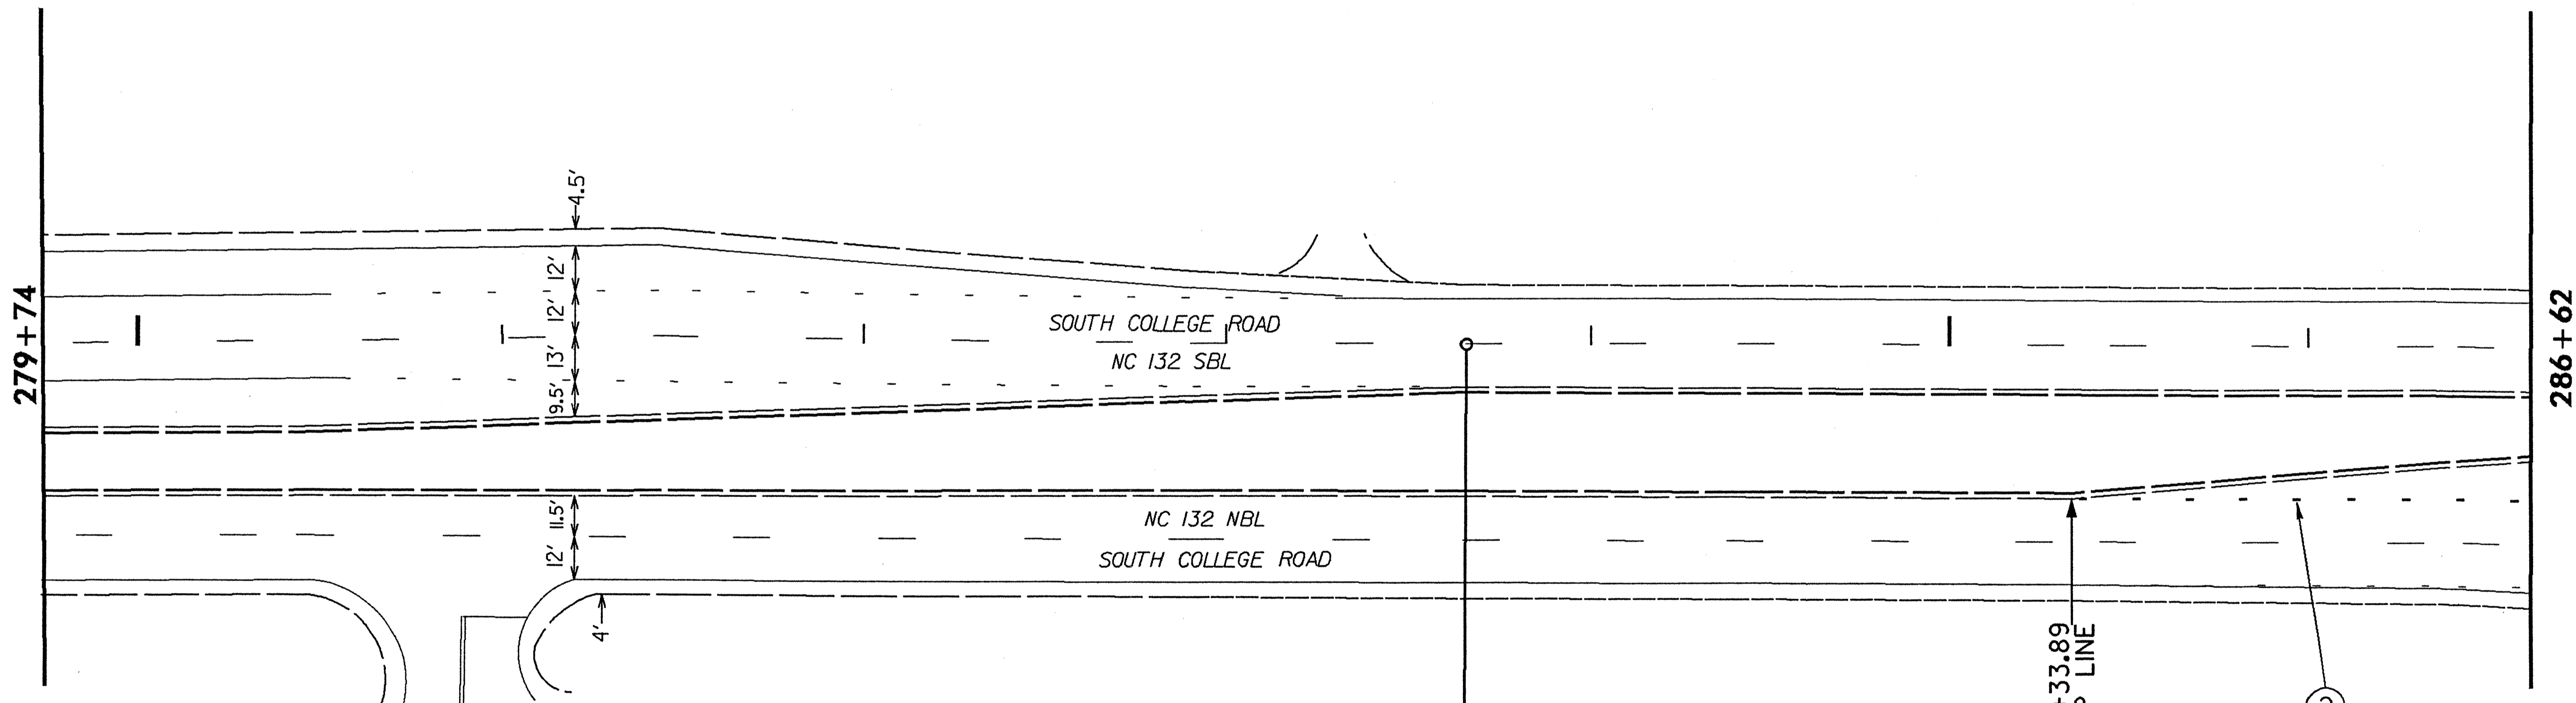 279+74
4.5'
12'
12'
13'
9.5'
SOUTH COLLEGE ROAD
NC 132 SBL
286+62
11.5'
12'
NC 132 NBL
SOUTH COLLEGE ROAD
4'
+33.89
LINE